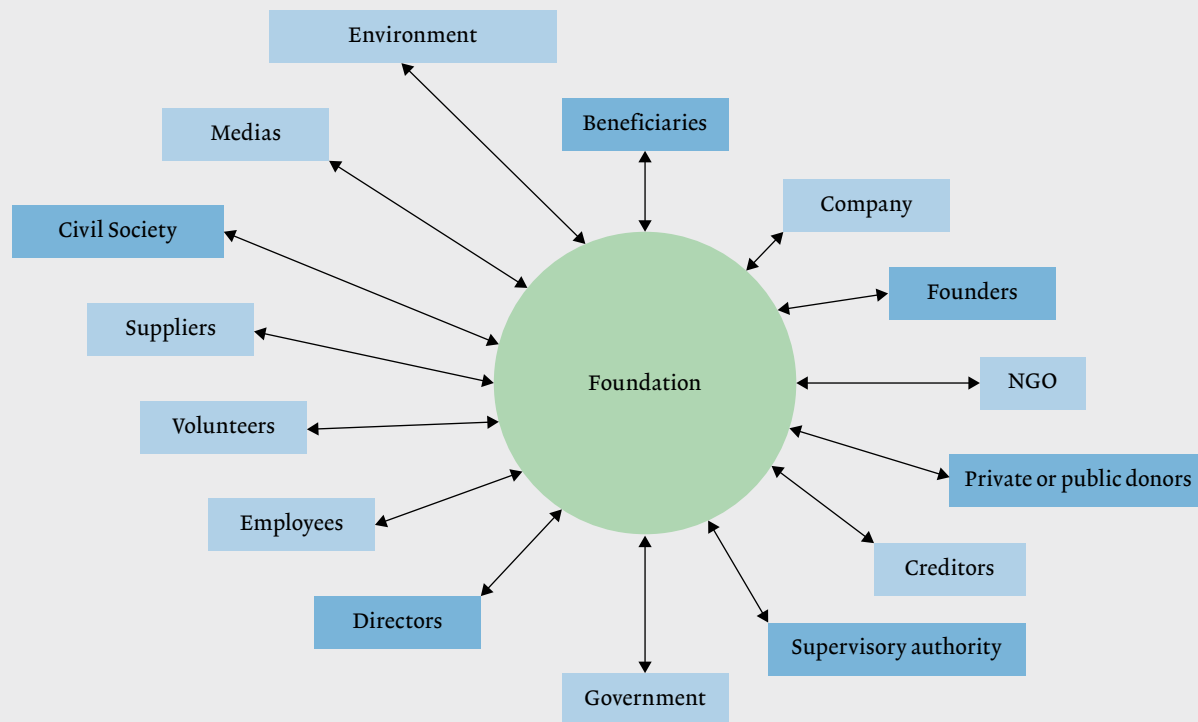 Environment
Beneficiaries
Medias
Company
Civil Society
Founders
Suppliers
Foundation
NGO
Volunteers
Private or public donors
Employees
Creditors
Directors
Supervisory authority
Government